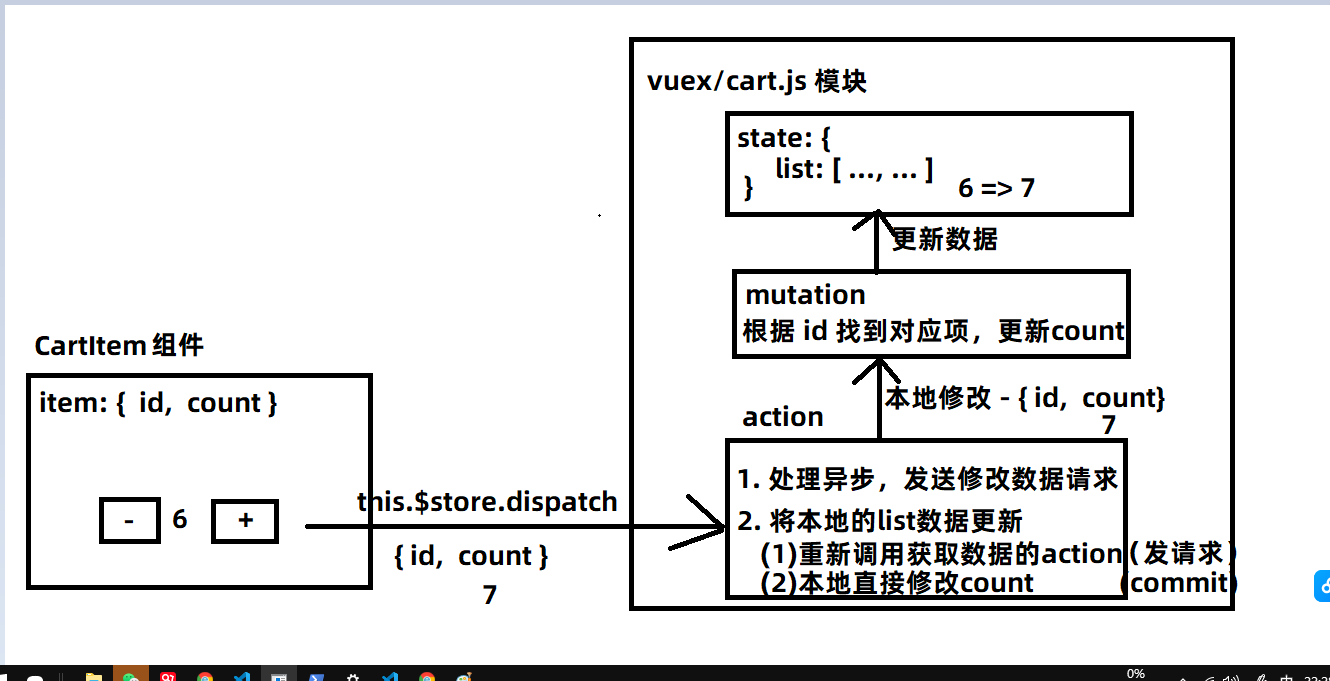 vuex/cart.js 模块
state: {
list: [ ..., ... ]
}
6 => 7
更新数据
mutation
根据 id 找到对应项，更新count
本地修改 - { id, count}
7
action
1. 处理异步，发送修改数据请求
2. 将本地的list数据更新
(1)重新调用获取数据的action（发请求）
(2)本地直接修改count (commit)
CartItem 组件
item: { id, count }
- 6 +
this.$store.dispatch
{ id, count }
7
0%
中